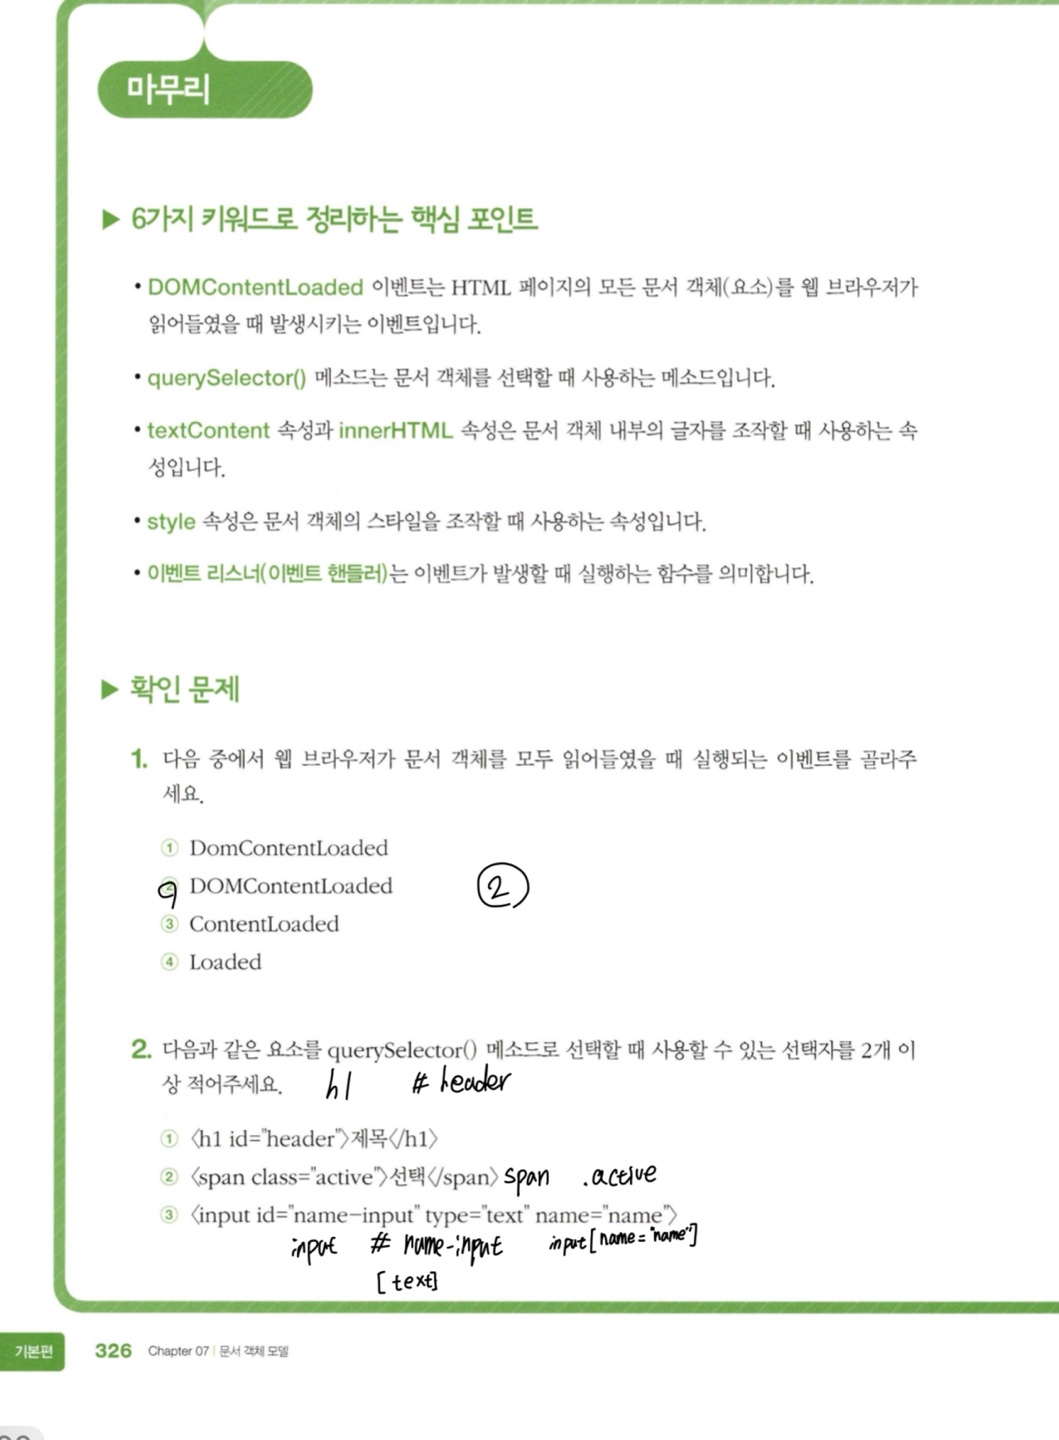 마무리
▶ 6가지 키워드로 정리하는 핵심 포인트
• DOMContentLoaded 이벤트는 HTML 페이지의 모든 문서 객체(요소)를 웹 브라우저가
읽어들였을 때 발생시키는 이벤트입니다.
• querySelector() 메소드는 문서 객체를 선택할 때 사용하는 메소드입니다.
• textContent 속성과 innerHTML 속성은 문서 객체 내부의 글자를 조작할 때 사용하는 속
성입니다.
• style 속성은 문서 객체의 스타일을 조작할 때 사용하는 속성입니다.
• 이벤트 리스너(이벤트 핸들러)는 이벤트가 발생할 때 실행하는 함수를 의미합니다.
▶ 확인 문제
1. 다음 중에서 웹 브라우저가 문서 객체를 모두 읽어들였을 때 실행되는 이벤트를 골라주
세요.
① DomContentLoaded
② DOMContentLoaded ②
③ ContentLoaded
④ Loaded
2. 다음과 같은 요소를 querySelector() 메소드로 선택할 때 사용할 수 있는 선택자를 2개 이
상 적어주세요. h1 # header
① <h1 id="header">제목</h1>
② <span class="active">선택</span> span .active
③ <input id="name-input" type="text" name="name">
input # name-input input[name="name"]
[text]
기본편 326 Chapter 07 | 문서 객체 모델